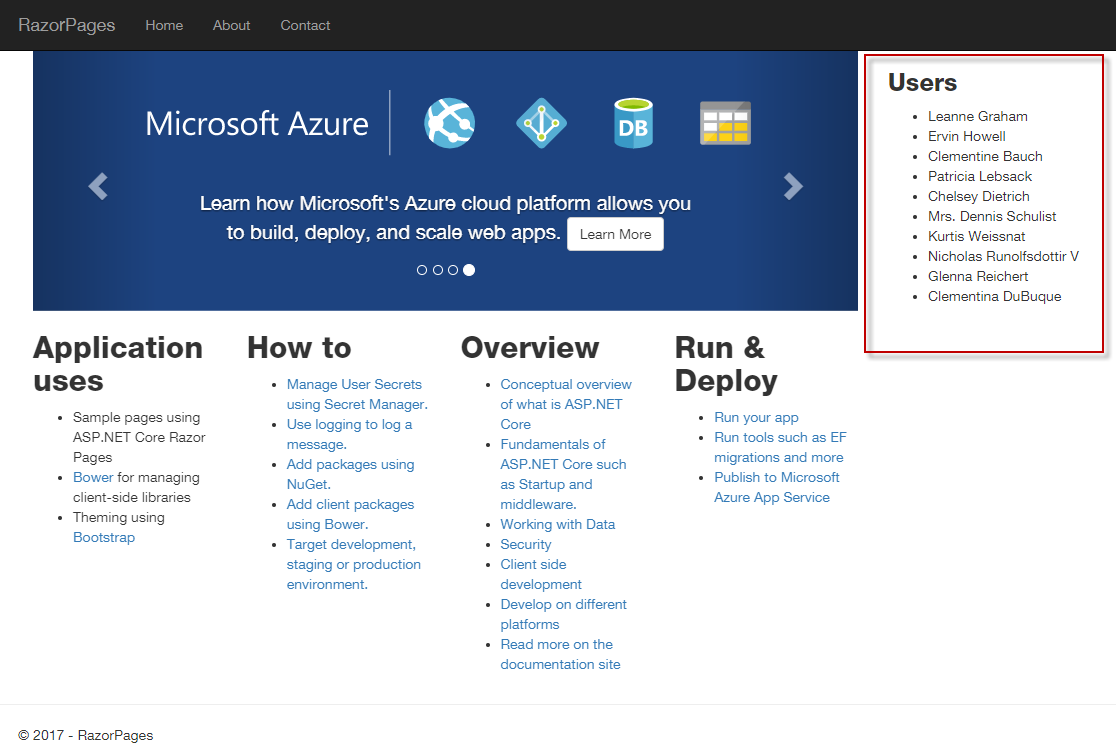 RazorPages Home About Contact
Microsoft Azure
DB
Learn how Microsoft's Azure cloud platform allows you
to build, deploy, and scale web apps. Learn More
Users
Leanne Graham
Ervin Howell
Clementine Bauch
Patricia Lebsack
Chelsey Dietrich
Mrs. Dennis Schulist
Kurtis Weissnat
Nicholas Runolfsdottir V
Glenna Reichert
Clementina DuBuque
Application
uses
Sample pages using
ASP.NET Core Razor
Pages
Bower for managing
client-side libraries
Theming using
Bootstrap
How to
Manage User Secrets
using Secret Manager.
Use logging to log a
message.
Add packages using
NuGet.
Add client packages
using Bower.
Target development,
staging or production
environment.
Overview
Conceptual overview
of what is ASP.NET
Core
Fundamentals of
ASP.NET Core such
as Startup and
middleware.
Working with Data
Security
Client side
development
Develop on different
platforms
Read more on the
documentation site
Run &
Deploy
Run your app
Run tools such as EF
migrations and more
Publish to Microsoft
Azure App Service
© 2017 - RazorPages